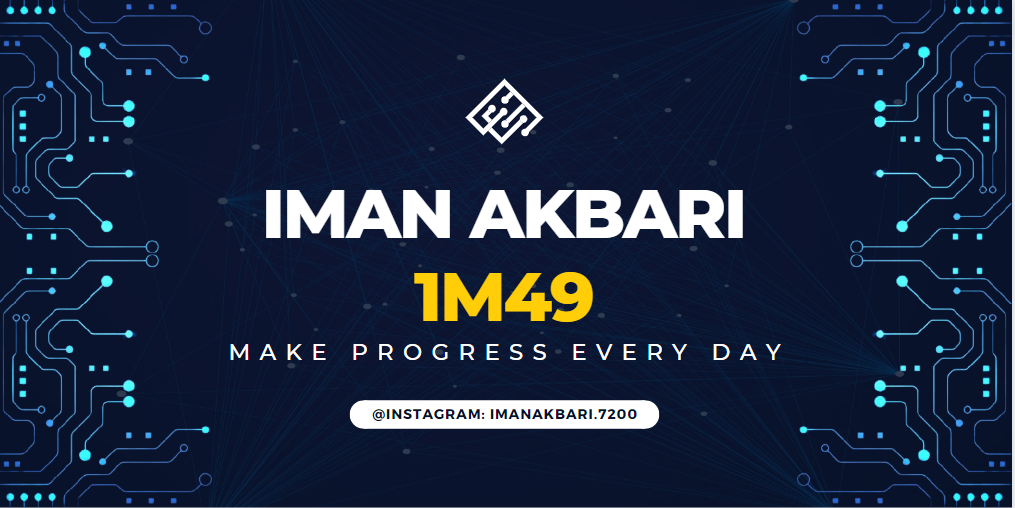 IMAN AKBARI
1M49
MAKE PROGRESS EVERY DAY
@INSTAGRAM: IMANAKBARI.7200